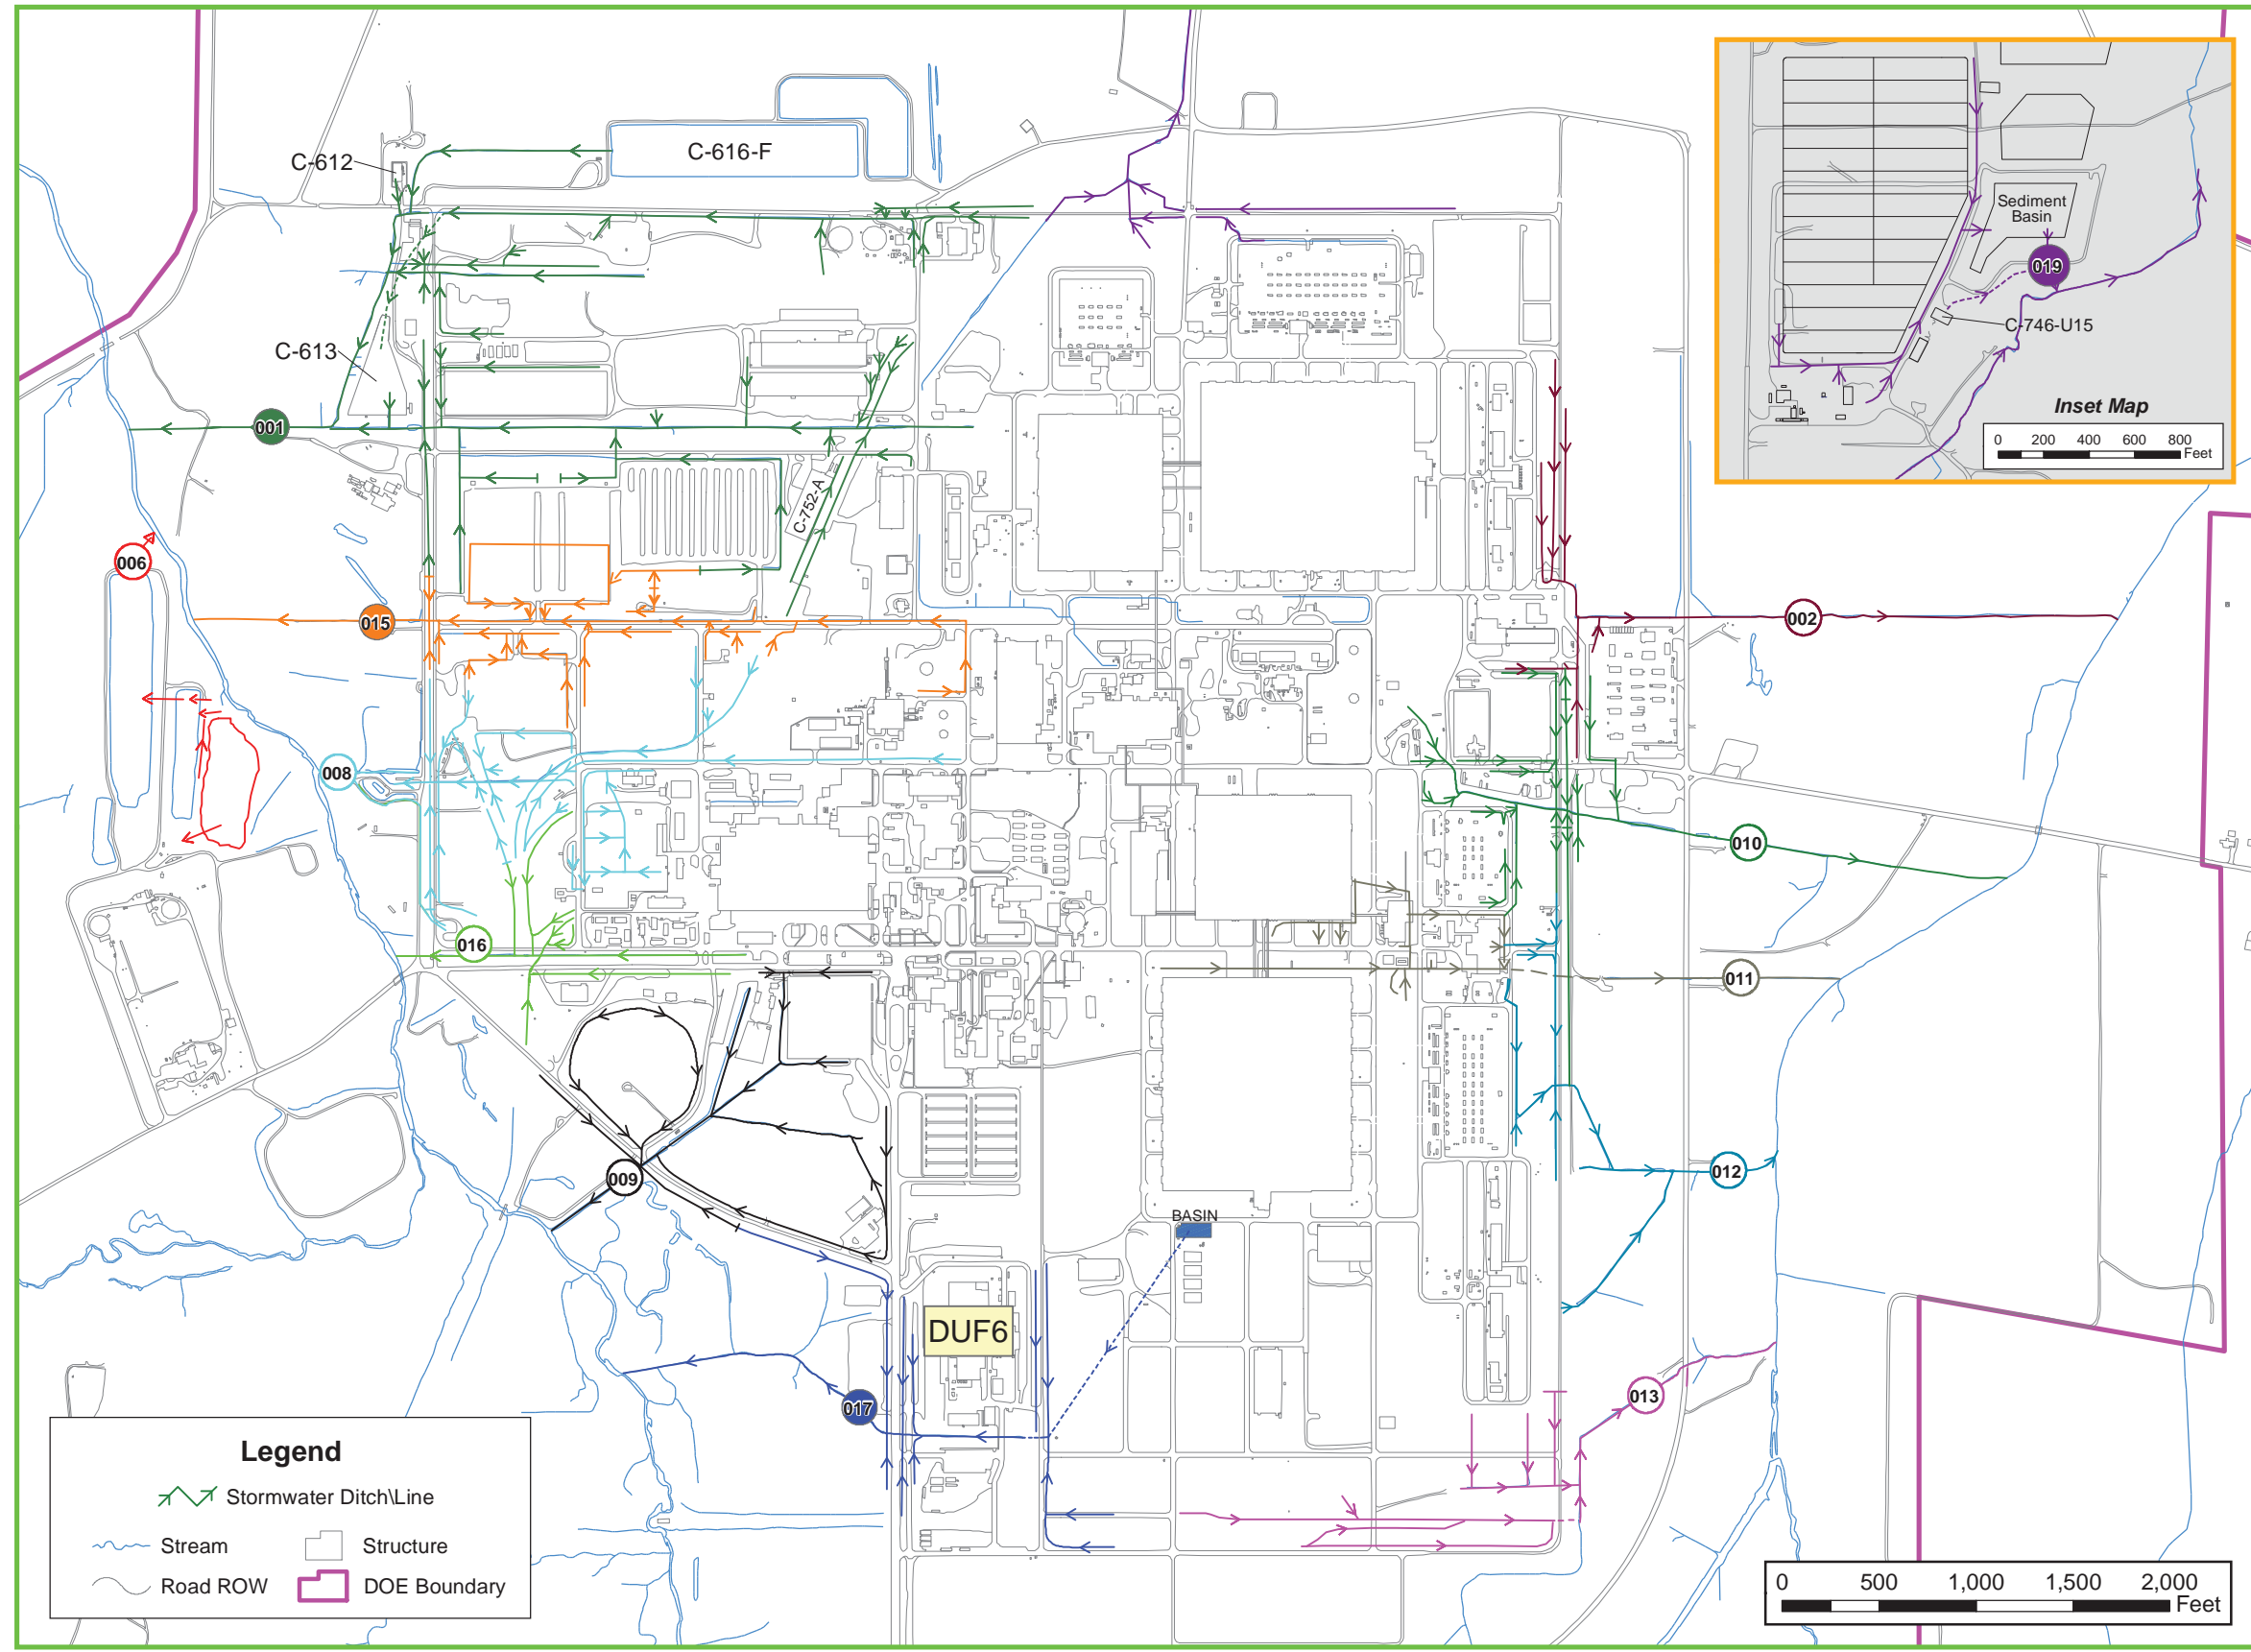 C-612
C-616-F
C-613
001
C-752-A
006
015
002
008
010
016
011
009
012
BASIN
DUF6
017
013
Sediment
Basin
019
C-746-U15
Inset Map
0 200 400 600 800
Feet
Legend
Stormwater Ditch\Line
Stream
Structure
Road ROW
DOE Boundary
0 500 1,000 1,500 2,000
Feet